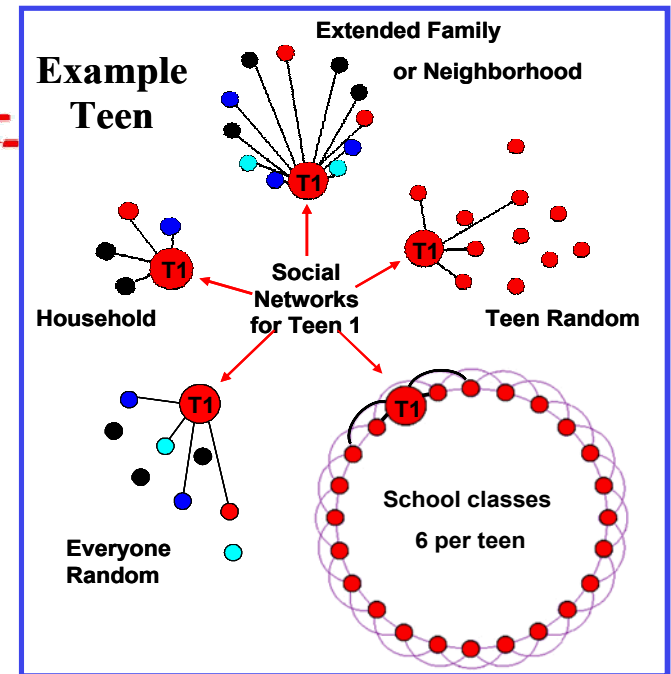 Extended Family
or Neighborhood
Example
Teen
T1
T1
T1
Social
Networks
for Teen 1
Household
Teen Random
T1
T1
School classes
6 per teen
Everyone
Random